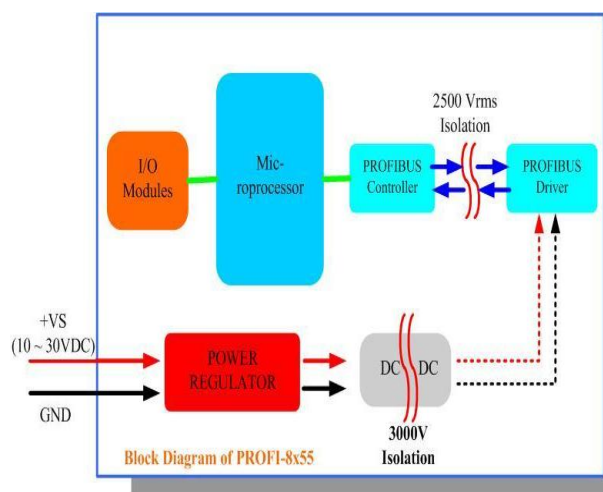 2500 Vrms
Isolation
I/O
Modules
Mic-
roprocessor
PROFIBUS
Controller
PROFIBUS
Driver
+VS
(10 ~ 30VDC)
GND
POWER
REGULATOR
DC DC
3000V
Isolation
Block Diagram of PROFI-8x55